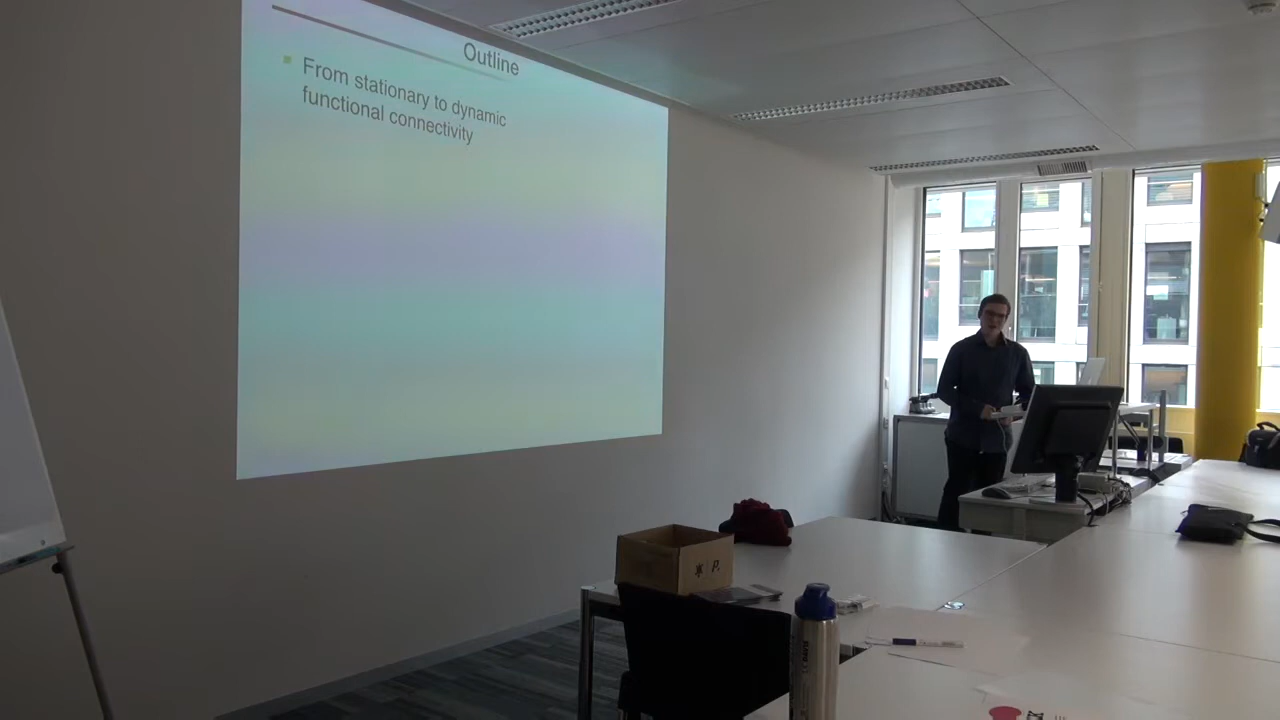 Outline
From stationary to dynamic
functional connectivity
P.